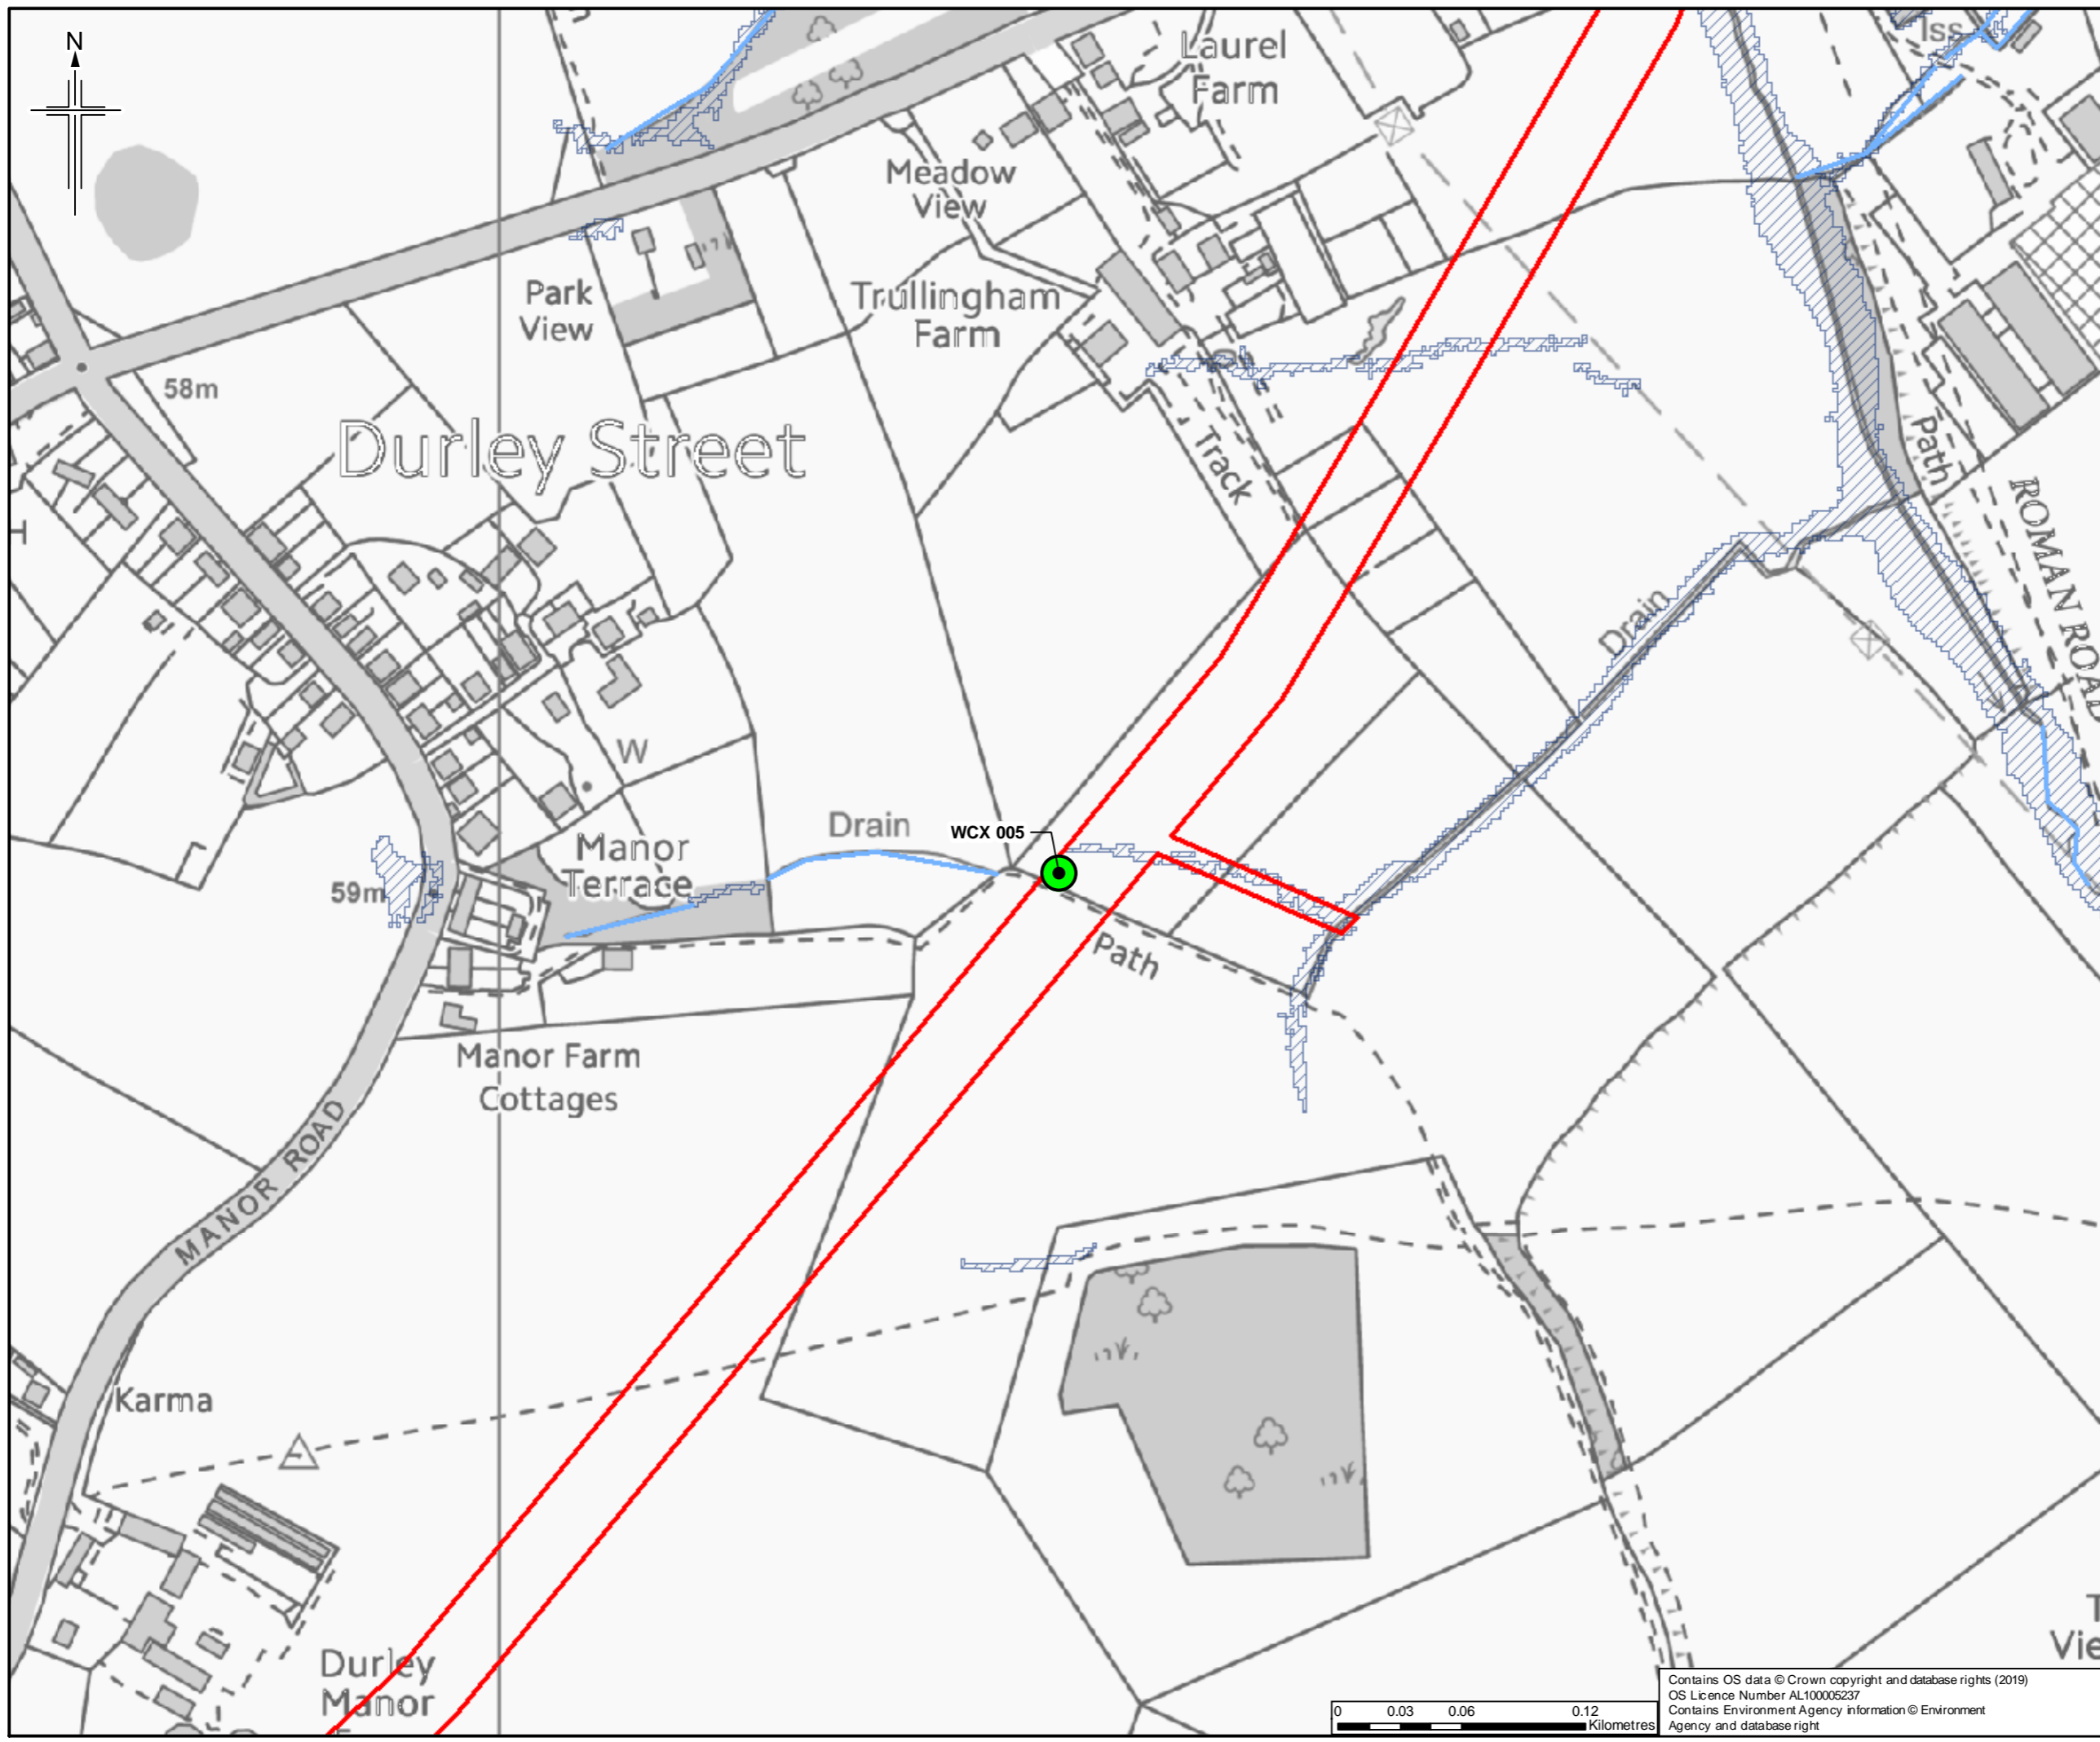 N
Laurel
Farm
Iss
Meadow
View
Park
View
Trullingham
Farm
58m
Durley Street
Track
Path
ROMAN ROAD
H
Drain
W
Drain
WCX 005
Manor
Terrace
59m
Path
Manor Farm
Cottages
MANOR ROAD
Karma
Durley
Manor
T
Vie
0 0.03 0.06 0.12
Kilometres
Contains OS data © Crown copyright and database rights (2019)
OS Licence Number AL100005237
Contains Environment Agency information © Environment
Agency and database right